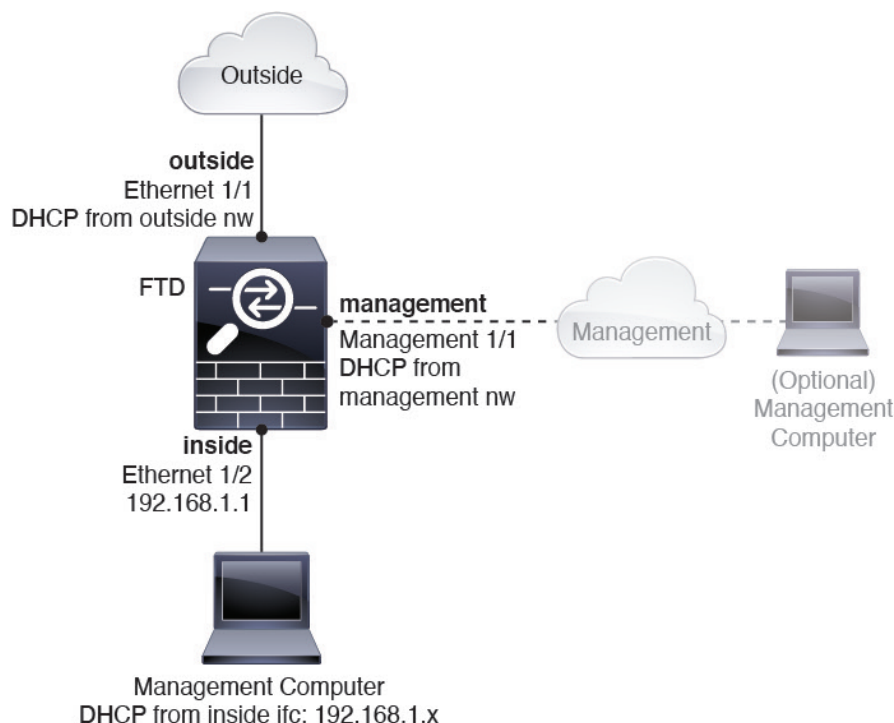 Outside
outside
Ethernet 1/1
DHCP from outside nw
FTD
management
Management 1/1
DHCP from
management nw
Management
(Optional)
Management
Computer
inside
Ethernet 1/2
192.168.1.1
Management Computer
DHCP from inside ifc: 192.168.1.x